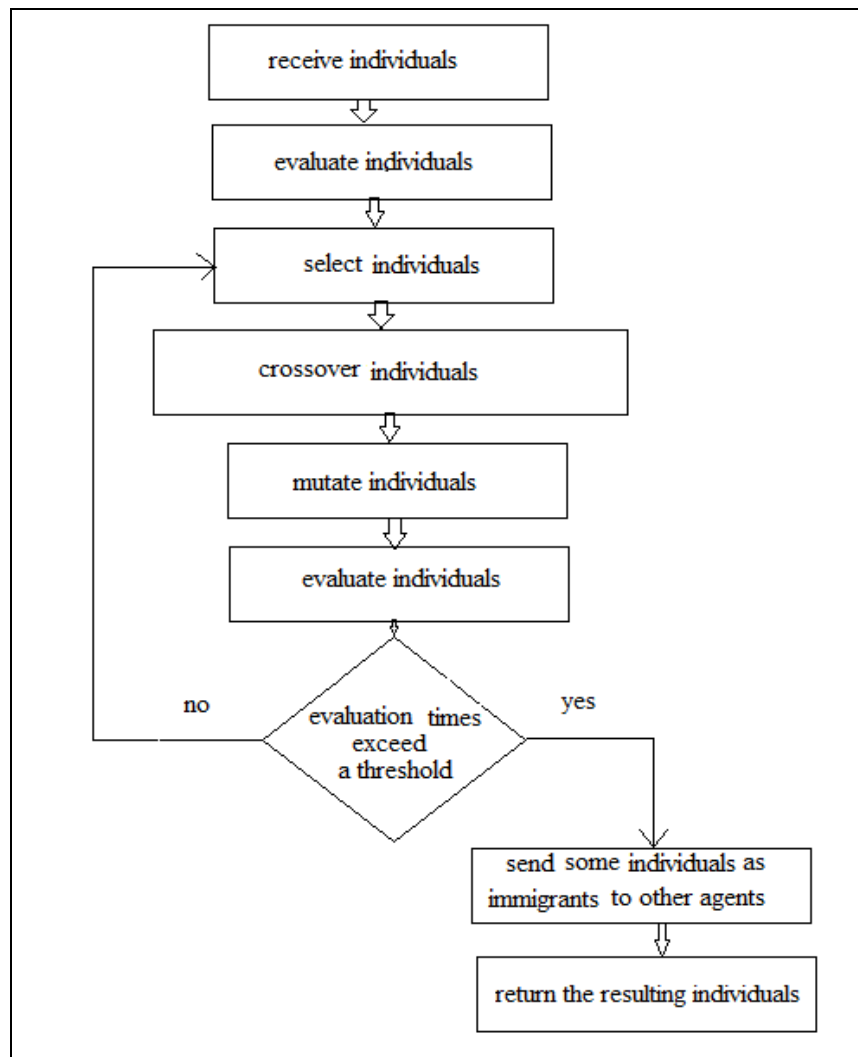 receive individuals
evaluate individuals
select individuals
crossover individuals
mutate individuals
evaluate individuals
no
yes
evaluation times
exceed
a threshold
send some individuals as
immigrants to other agents
return the resulting individuals